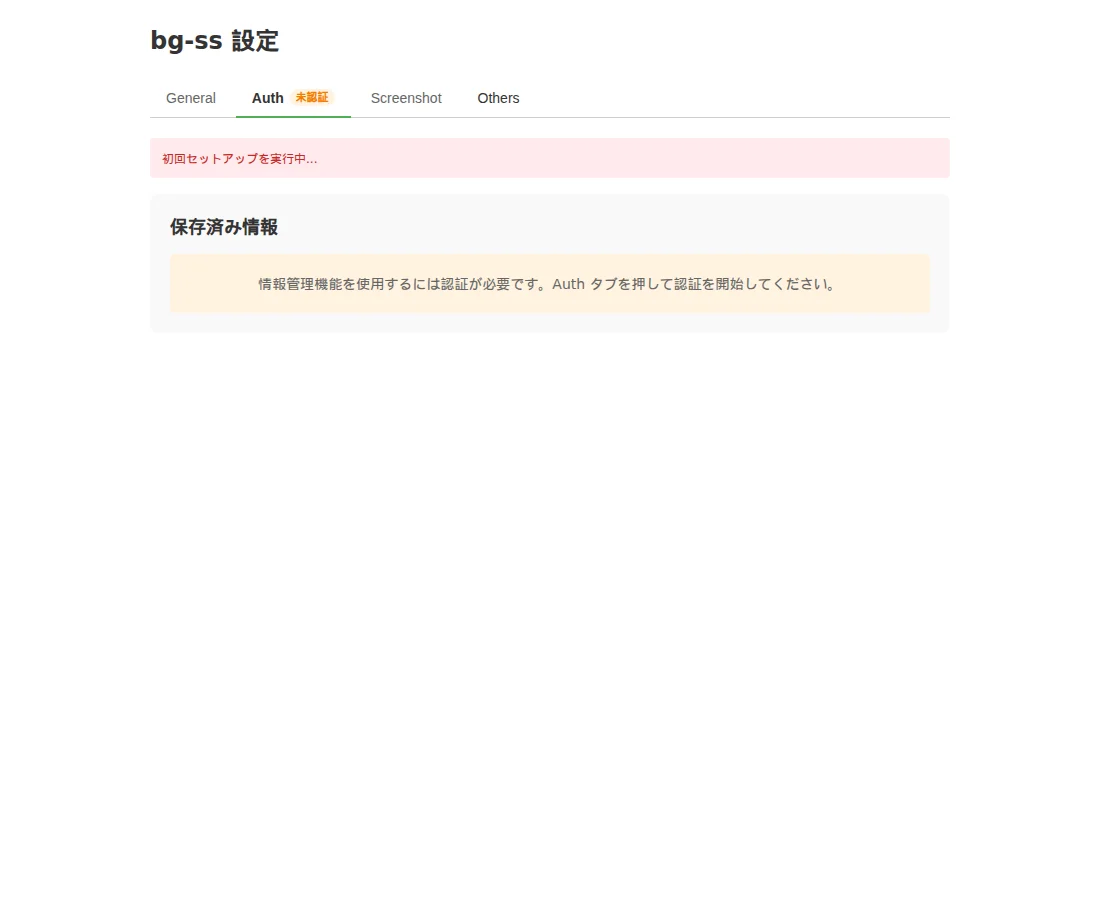 bg-ss 設定
General Auth 未認証 Screenshot Others
初回セットアップを実行中...
保存済み情報
情報管理機能を使用するには認証が必要です。Auth タブを押して認証を開始してください。